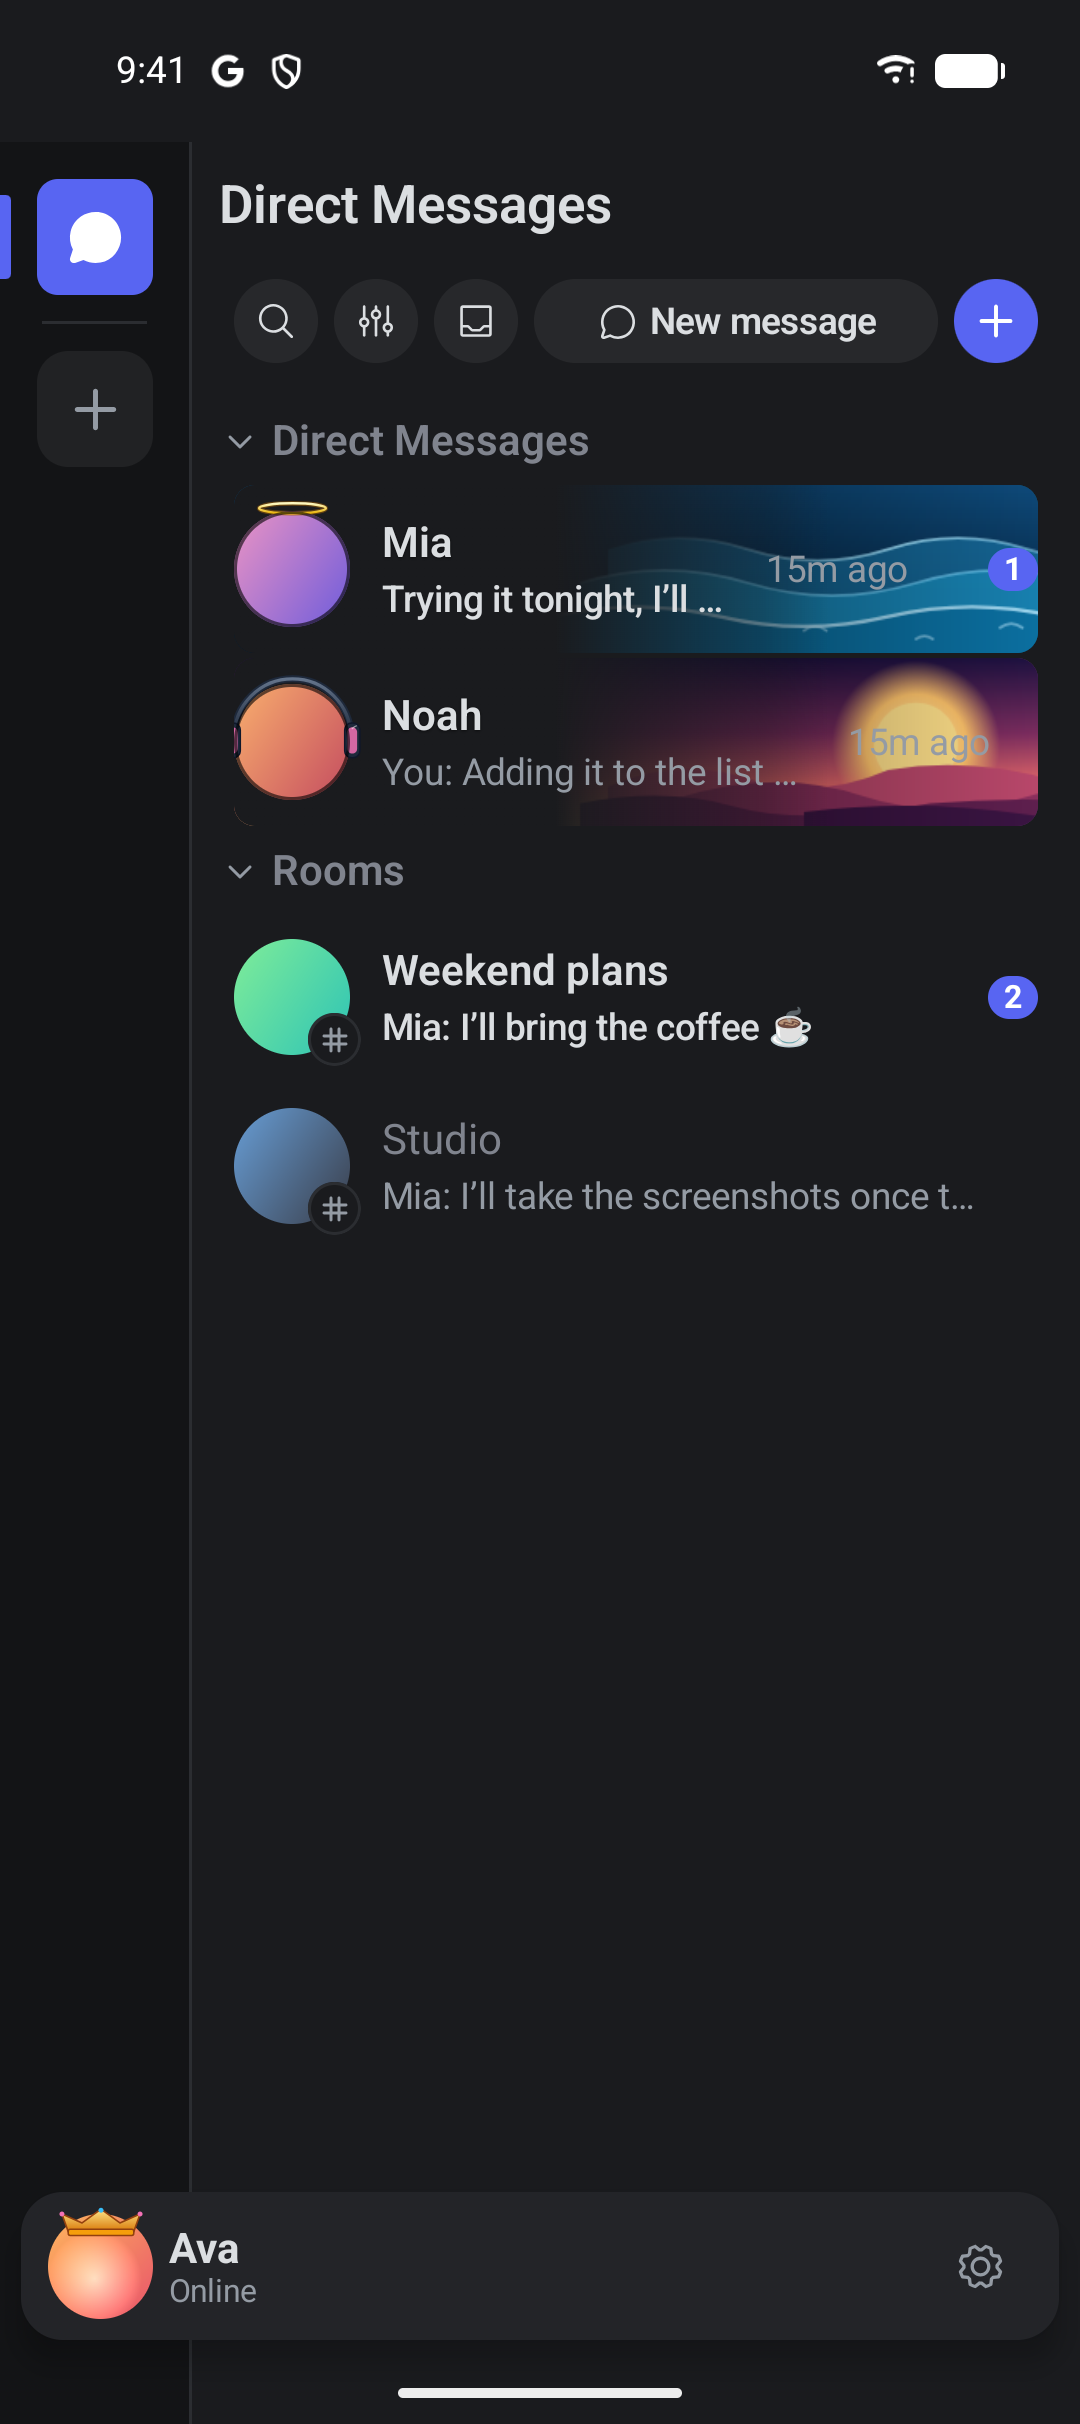 9:41
Direct Messages
New message
Direct Messages
Mia
15m ago
1
Trying it tonight, I’ll ...
Noah
15m ago
You: Adding it to the list ...
Rooms
Weekend plans
2
Mia: I’ll bring the coffee ☕
Studio
Mia: I’ll take the screenshots once t...
Ava
Online